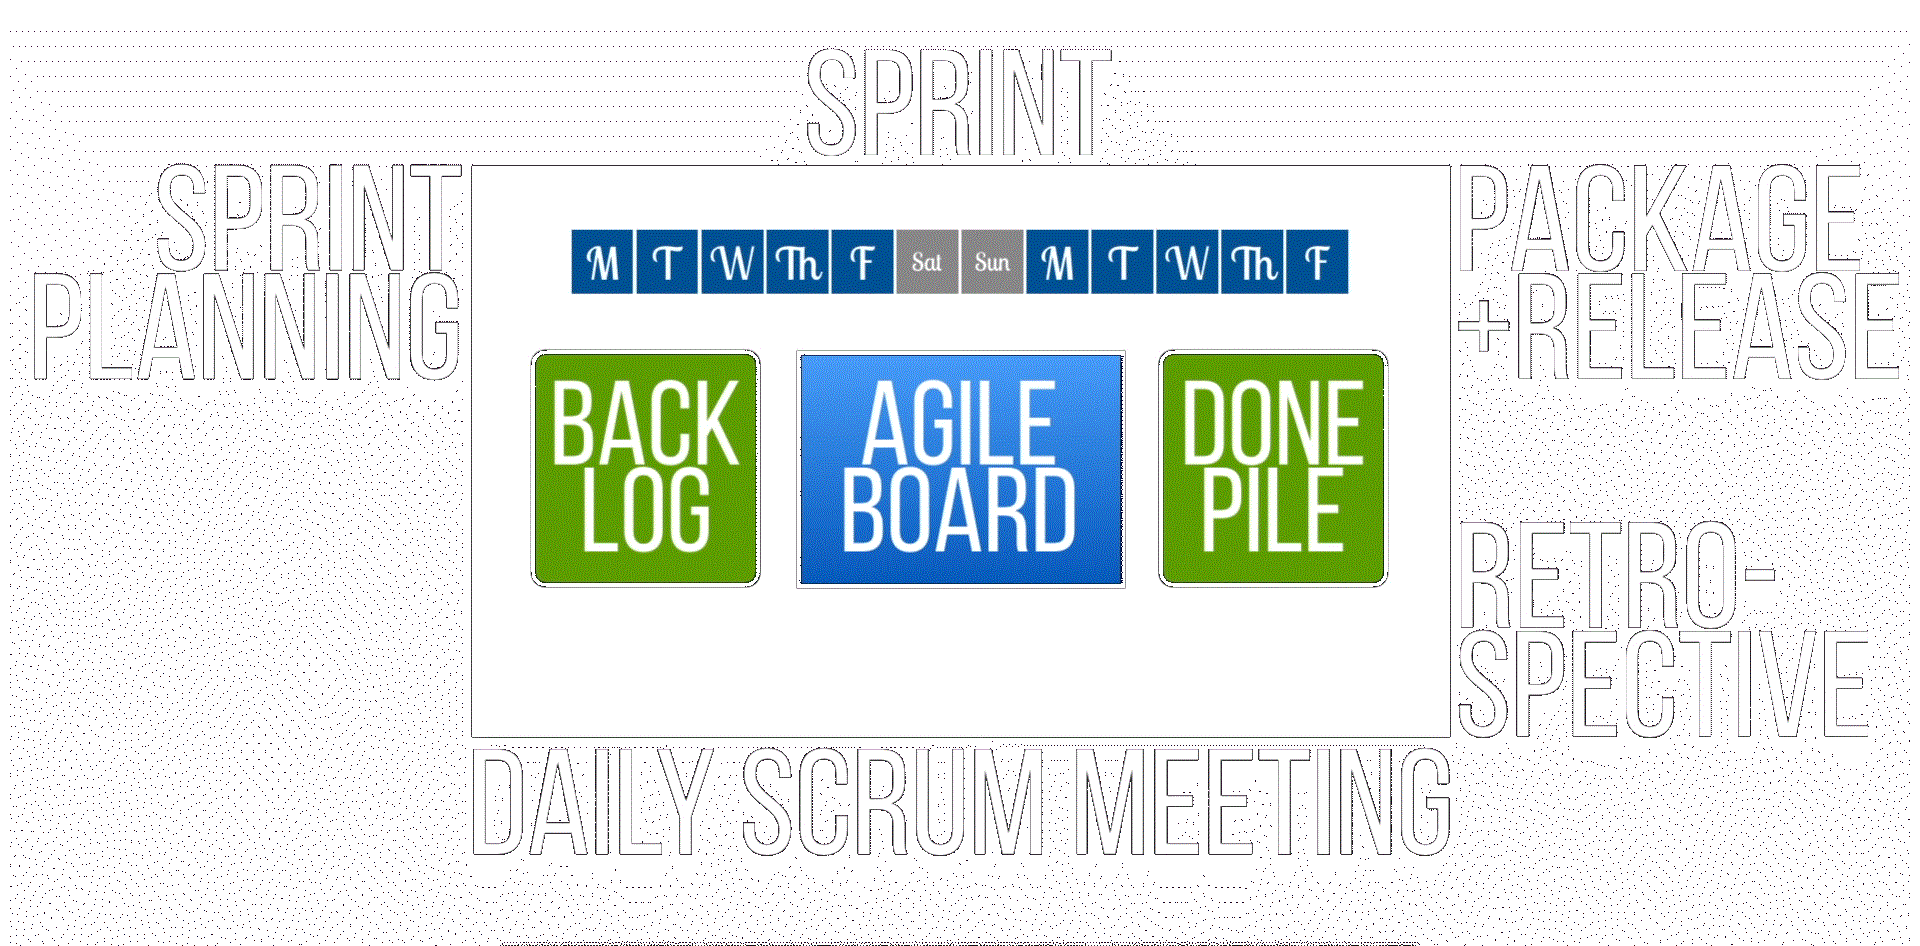 SPRINT
SPRINT
PLANNING
PACKAGE
+RELEASE
M T W Th F Sat Sun M T W Th F
BACK
LOG
AGILE
BOARD
DONE
PILE
RETRO-
SPECTIVE
DAILY SCRUM MEETING